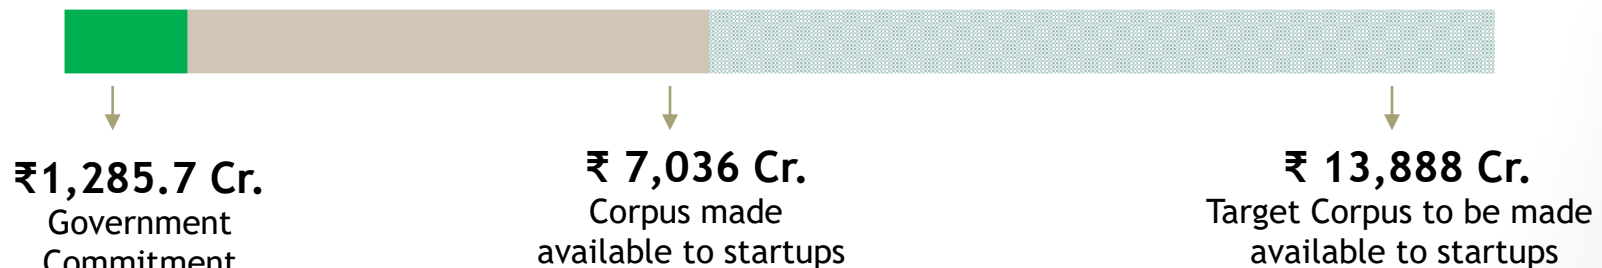 ₹1,285.7 Cr.
Government
Commitment
₹ 7,036 Cr.
Corpus made
available to startups
₹ 13,888 Cr.
Target Corpus to be made
available to startups